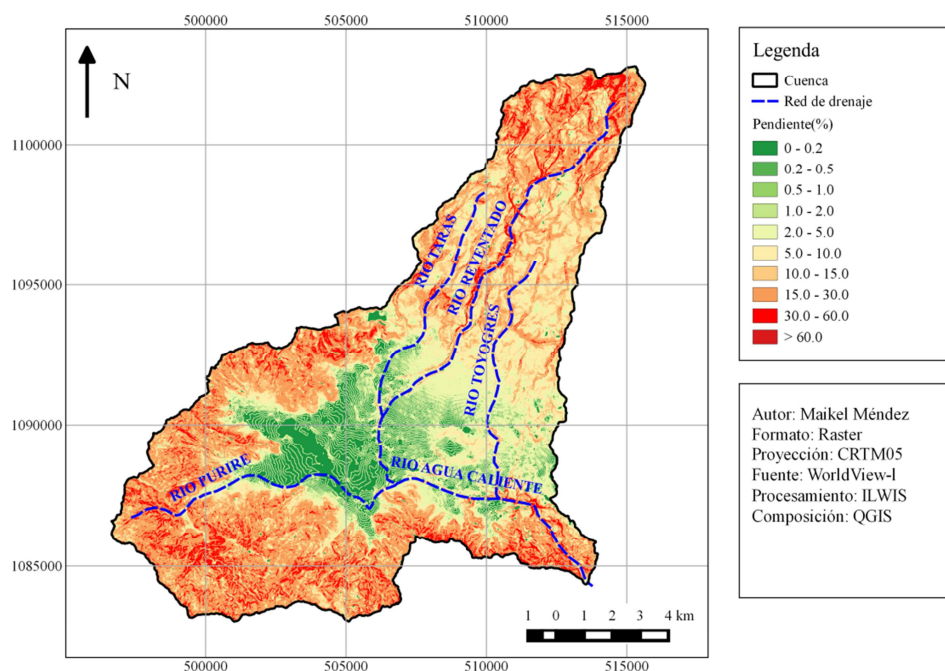 500000 505000 510000 515000
N
1100000
1095000
1090000
1085000
RIO TARAS
RIO REVENTADO
RIO TOYOGRES
RIO PURIRE
RIO AGUA CALIENTE
1 0 1 2 3 4 km
500000 505000 510000 515000
Legenda
Cuenca
Red de drenaje
Pendiente(%)
0 - 0.2
0.2 - 0.5
0.5 - 1.0
1.0 - 2.0
2.0 - 5.0
5.0 - 10.0
10.0 - 15.0
15.0 - 30.0
30.0 - 60.0
> 60.0
Autor: Maikel Méndez
Formato: Raster
Proyección: CRTM05
Fuente: WorldView-I
Procesamiento: ILWIS
Composición: QGIS